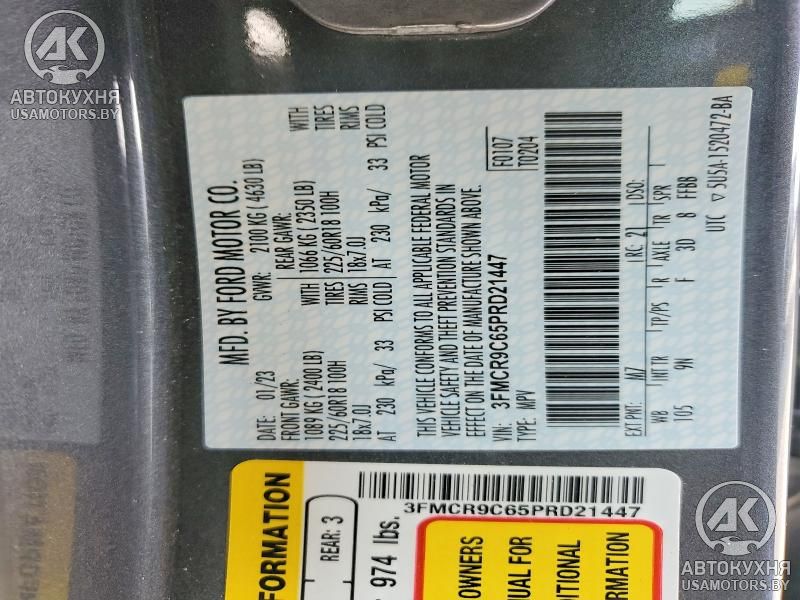 AK
АВТОКУХНЯ
USAMOTORS.BY
MFD. BY FORD MOTOR CO.
DATE: 01/23 GVWR: 2100 KG ( 4630 LB)
FRONT GAWR: REAR GAWR:
1089 KG ( 2400 LB) WITH 1066 KG ( 2350 LB) WITH
225/60R18 100H TIRES 225/60R18 100H TIRES
18x7.0J RIMS 18x7.0J RIMS
AT 230 kPa/ 33 PSI COLD AT 230 kPa/ 33 PSI COLD
THIS VEHICLE CONFORMS TO ALL APPLICABLE FEDERAL MOTOR
VEHICLE SAFETY AND THEFT PREVENTION STANDARDS IN
EFFECT ON THE DATE OF MANUFACTURE SHOWN ABOVE.
VIN: 3FMCR9C65PRD21447 F0107
TYPE: MPV T0204
EXT PNT: M7 RC: 21 DSO:
WB INT TR TP/PS R AXLE TR SPR
105 9N F 3D 8 FFBB
UTC ▽ 5U5A-1520472-BA
FORMATION
REAR: 3
974 lbs.
3FMCR9C65PRD21447
OWNERS
UAL FOR
ITIONAL
RMATION
AK
АВТОКУХНЯ
USAMOTORS.BY